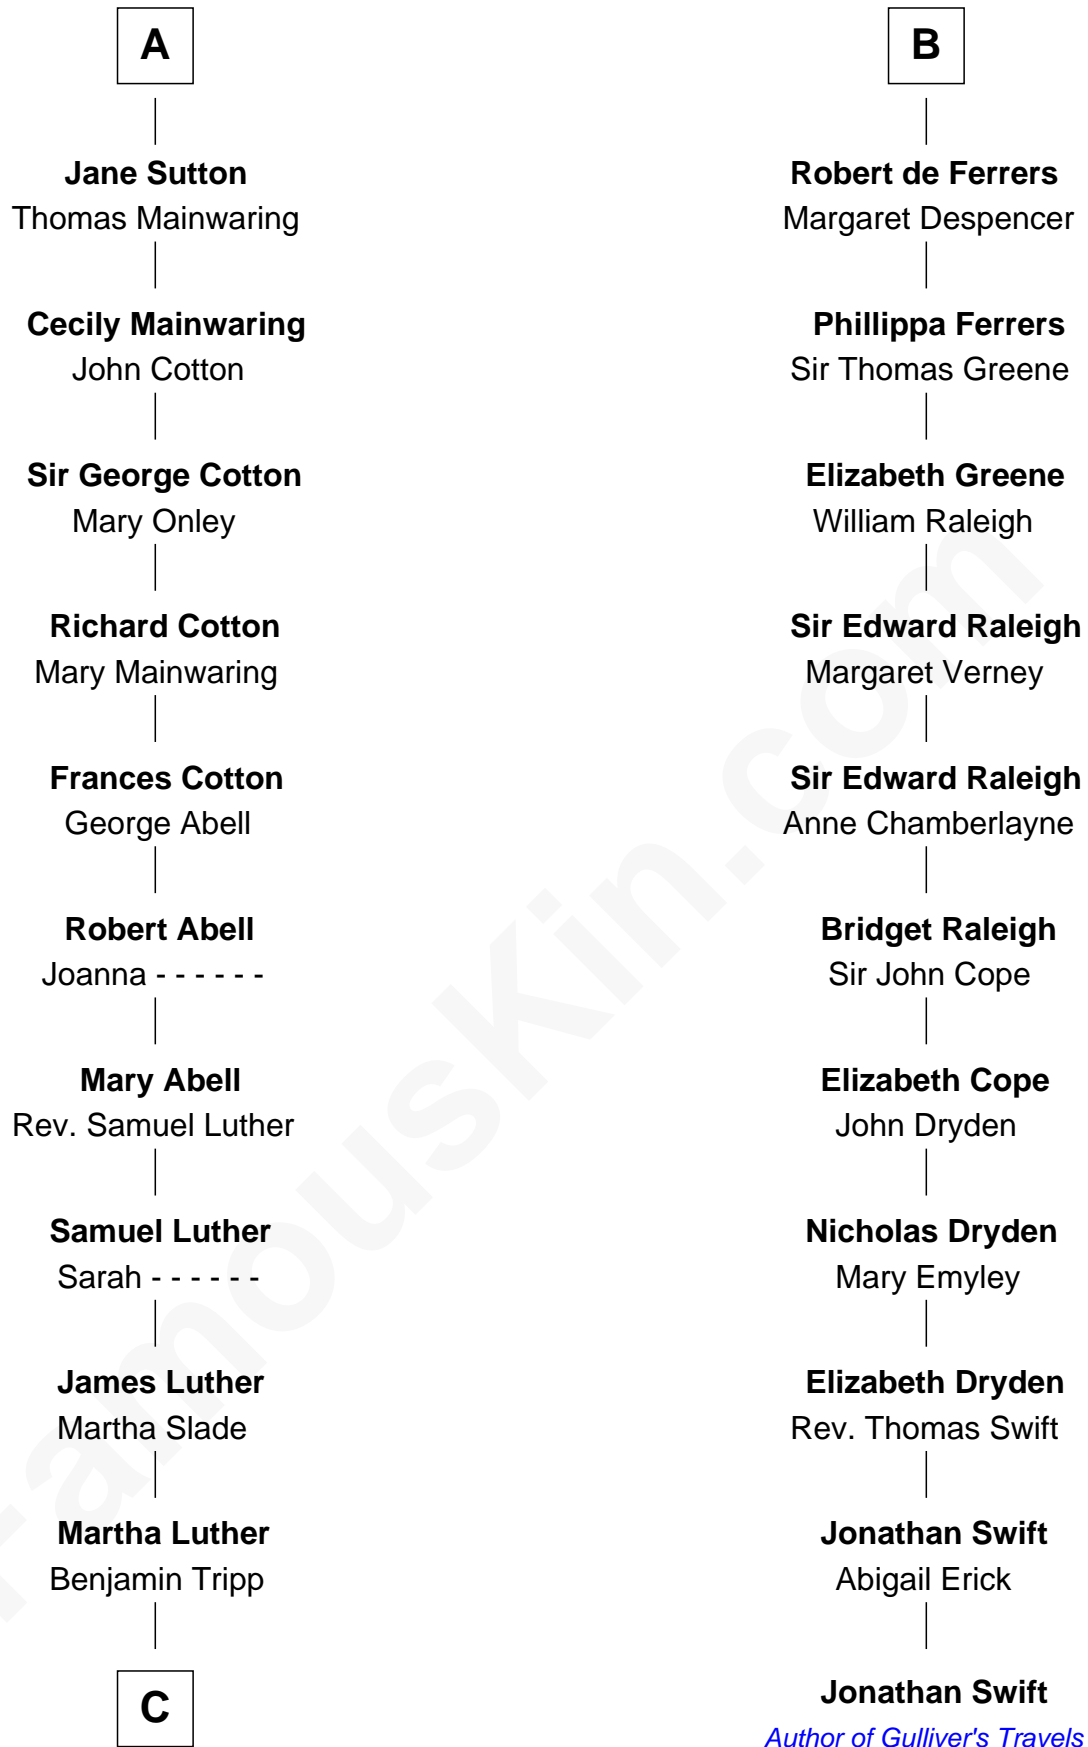 A
Jane Sutton
Thomas Mainwaring
Cecily Mainwaring
John Cotton
Sir George Cotton
Mary Onley
Richard Cotton
Mary Mainwaring
Frances Cotton
George Abell
Robert Abell
Joanna - - - - - -
Mary Abell
Rev. Samuel Luther
Samuel Luther
Sarah - - - - - -
James Luther
Martha Slade
Martha Luther
Benjamin Tripp
C
B
Robert de Ferrers
Margaret Despencer
Phillippa Ferrers
Sir Thomas Greene
Elizabeth Greene
William Raleigh
Sir Edward Raleigh
Margaret Verney
Sir Edward Raleigh
Anne Chamberlayne
Bridget Raleigh
Sir John Cope
Elizabeth Cope
John Dryden
Nicholas Dryden
Mary Emyley
Elizabeth Dryden
Rev. Thomas Swift
Jonathan Swift
Abigail Erick
Jonathan Swift
Author of Gulliver's Travels
FamousKin.com